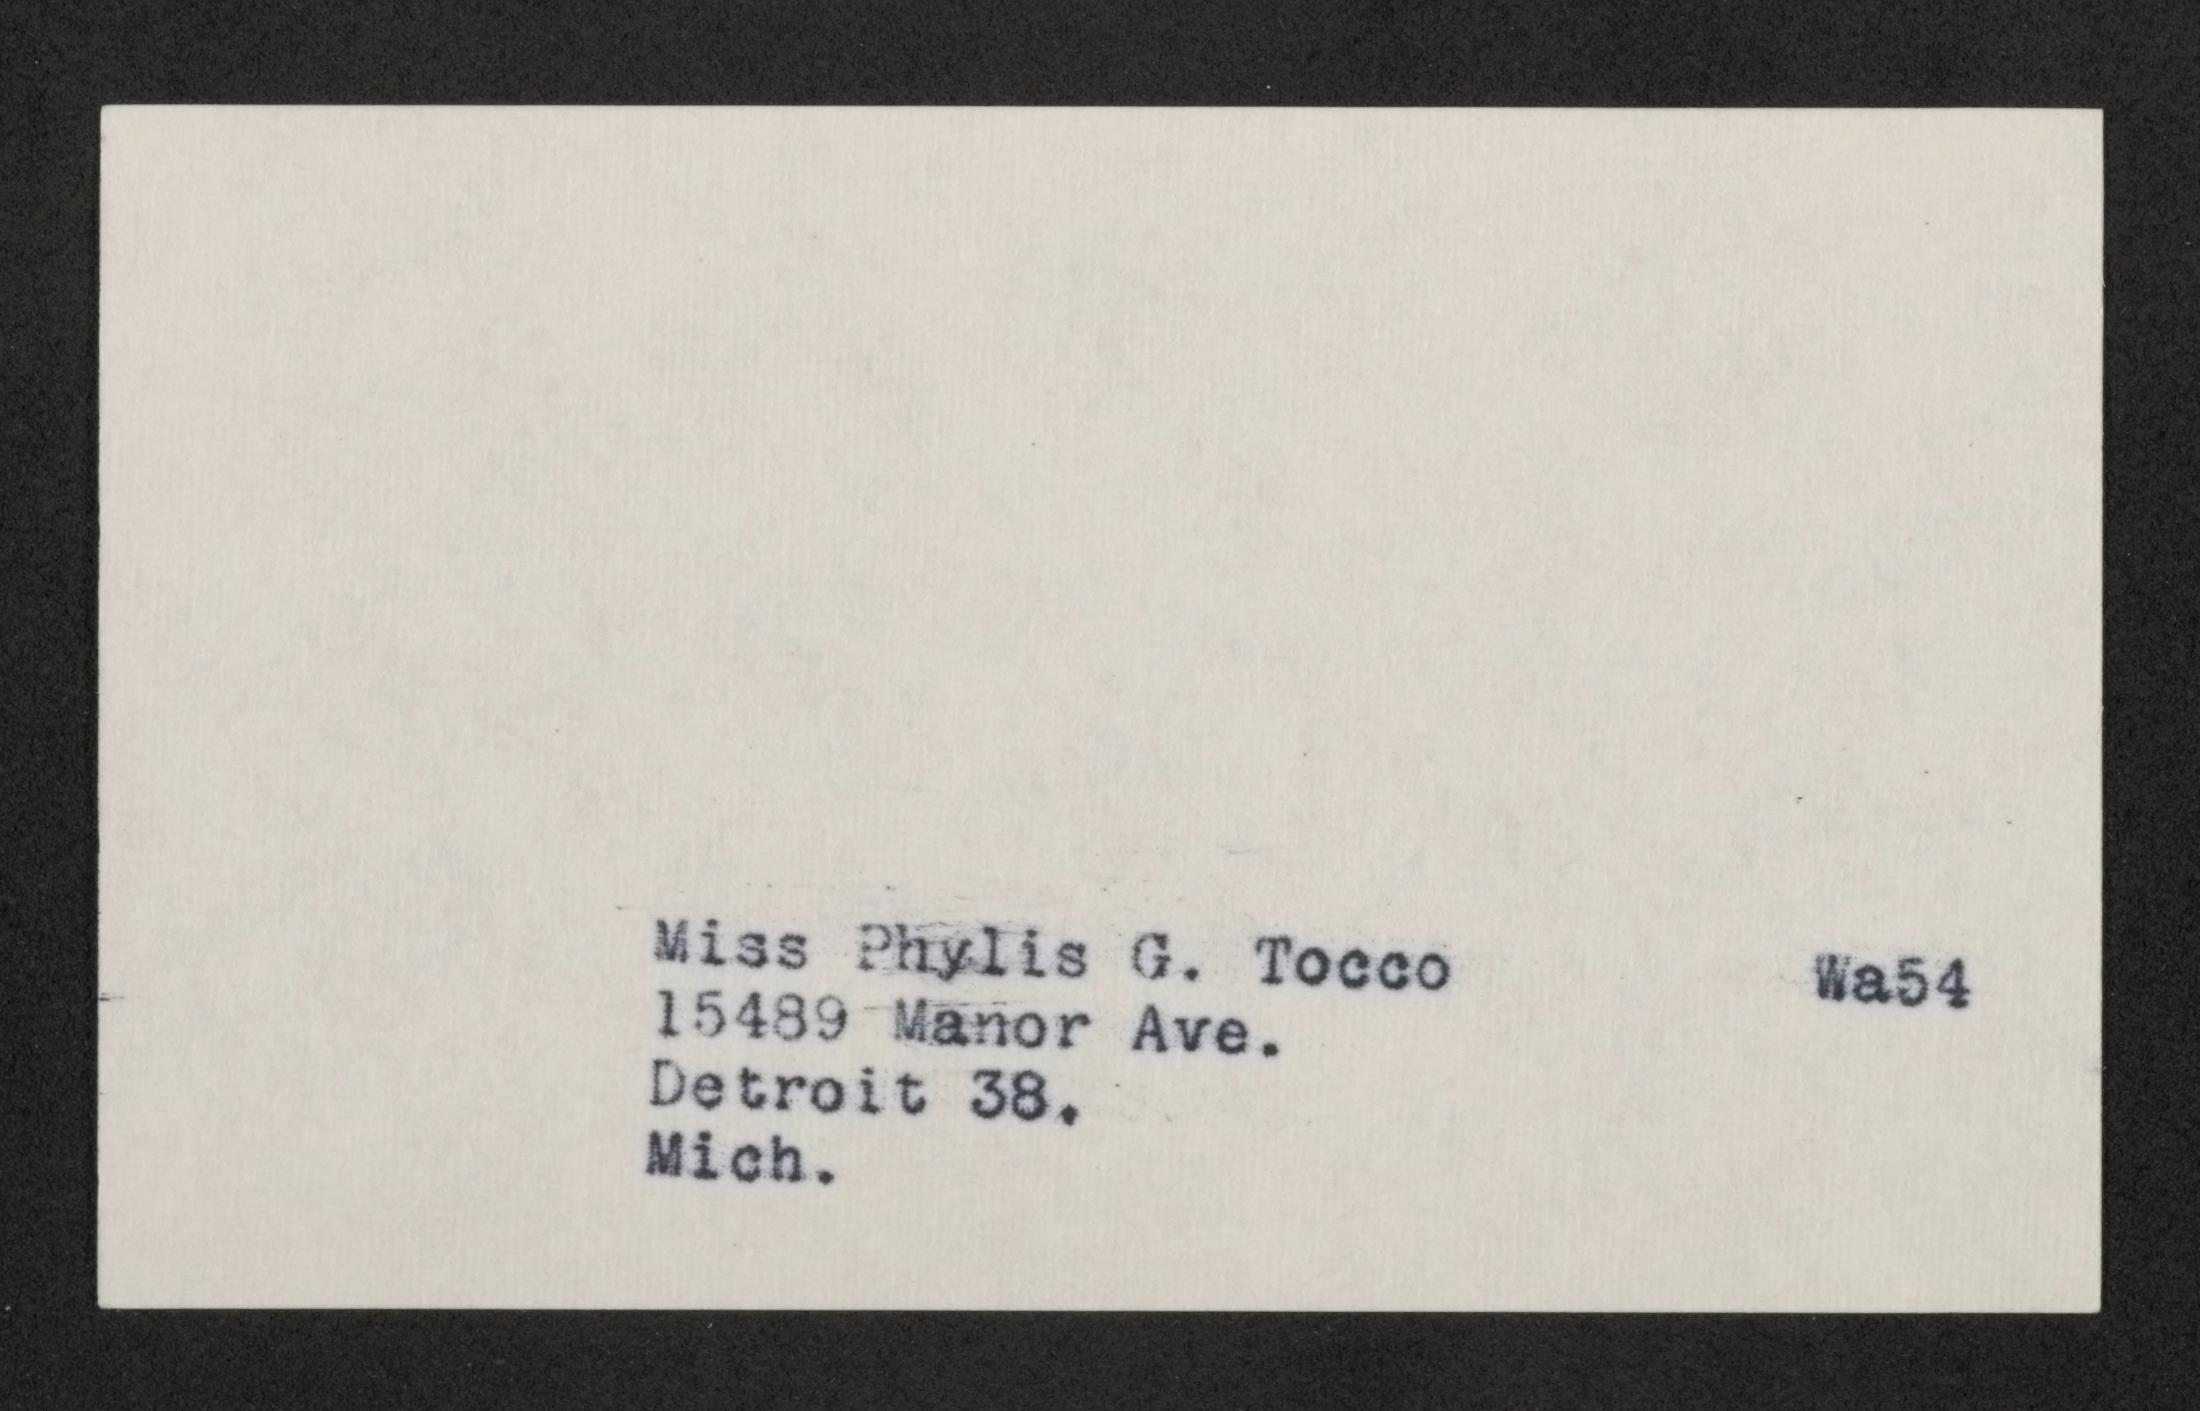 Miss Phylis G. Tocco Wa54
15489 Manor Ave.
Detroit 38.
Mich.